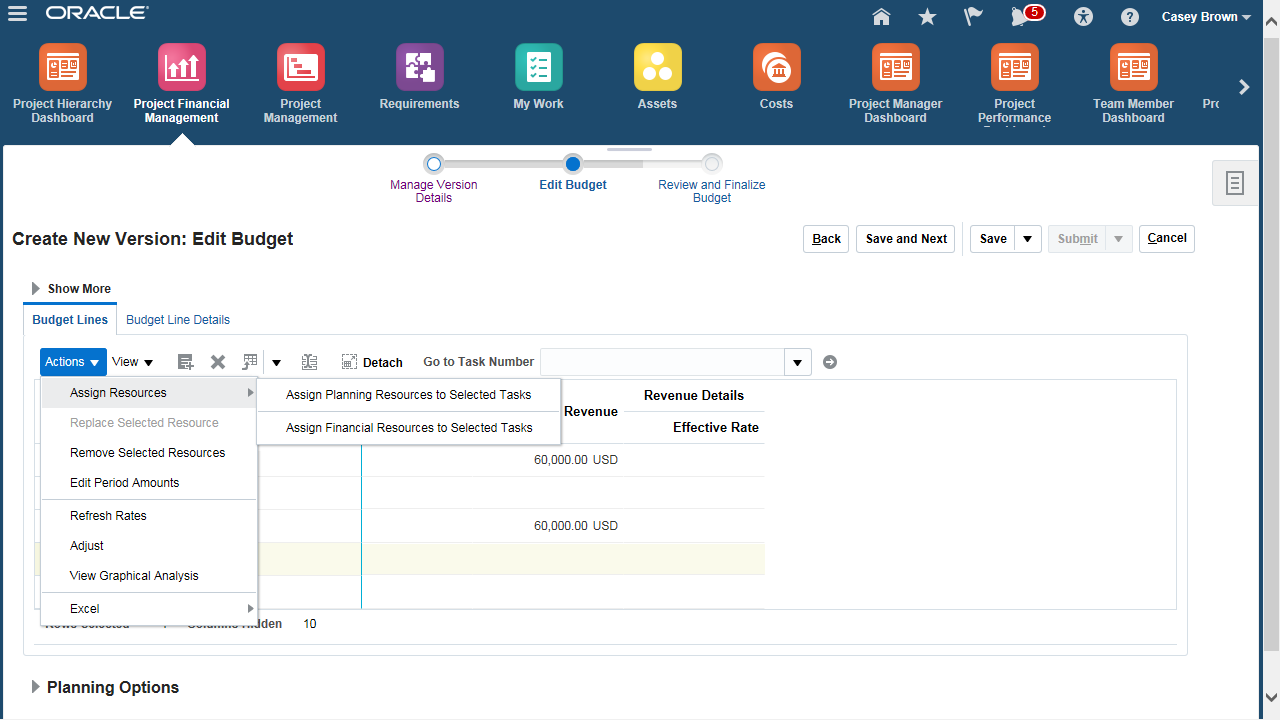 ORACLE
5
Casey Brown
Project Hierarchy
Dashboard
Project Financial
Management
Project
Management
Requirements
My Work
Assets
Costs
Project Manager
Dashboard
Project
Performance
Team Member
Dashboard
Manage Version
Details
Edit Budget
Review and Finalize
Budget
Create New Version: Edit Budget
Back
Save and Next
Save
Submit
Cancel
Show More
Budget Lines
Budget Line Details
Actions
View
Detach
Go to Task Number
Assign Resources
Assign Planning Resources to Selected Tasks
Assign Financial Resources to Selected Tasks
Replace Selected Resource
Remove Selected Resources
Edit Period Amounts
Refresh Rates
Adjust
View Graphical Analysis
Excel
Revenue
Revenue Details
Effective Rate
60,000.00 USD
60,000.00 USD
Rows Selected
Columns Hidden 10
Planning Options